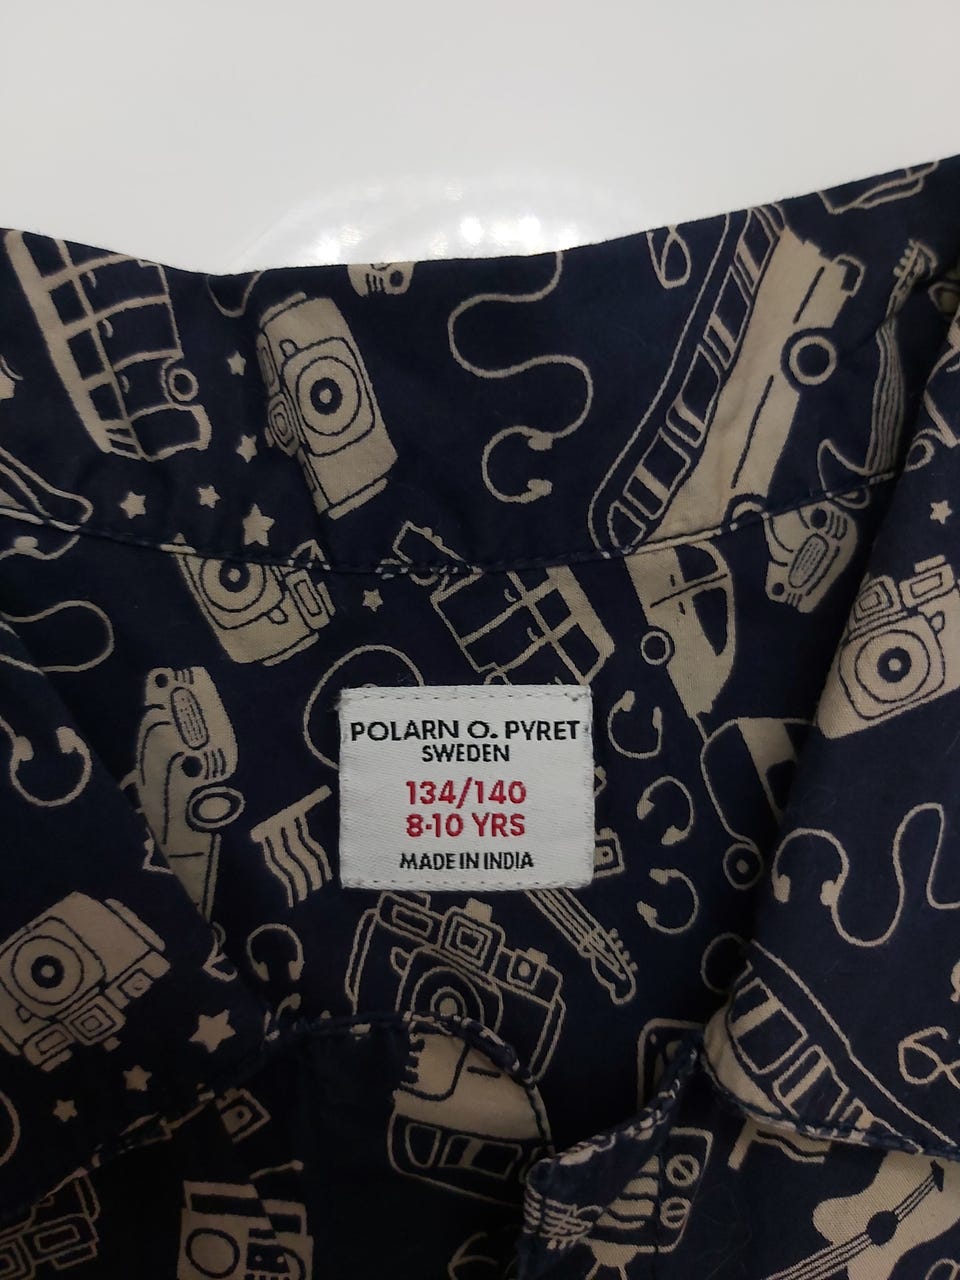 POLARN O. PYRET
SWEDEN
134/140
8-10 YRS
MADE IN INDIA